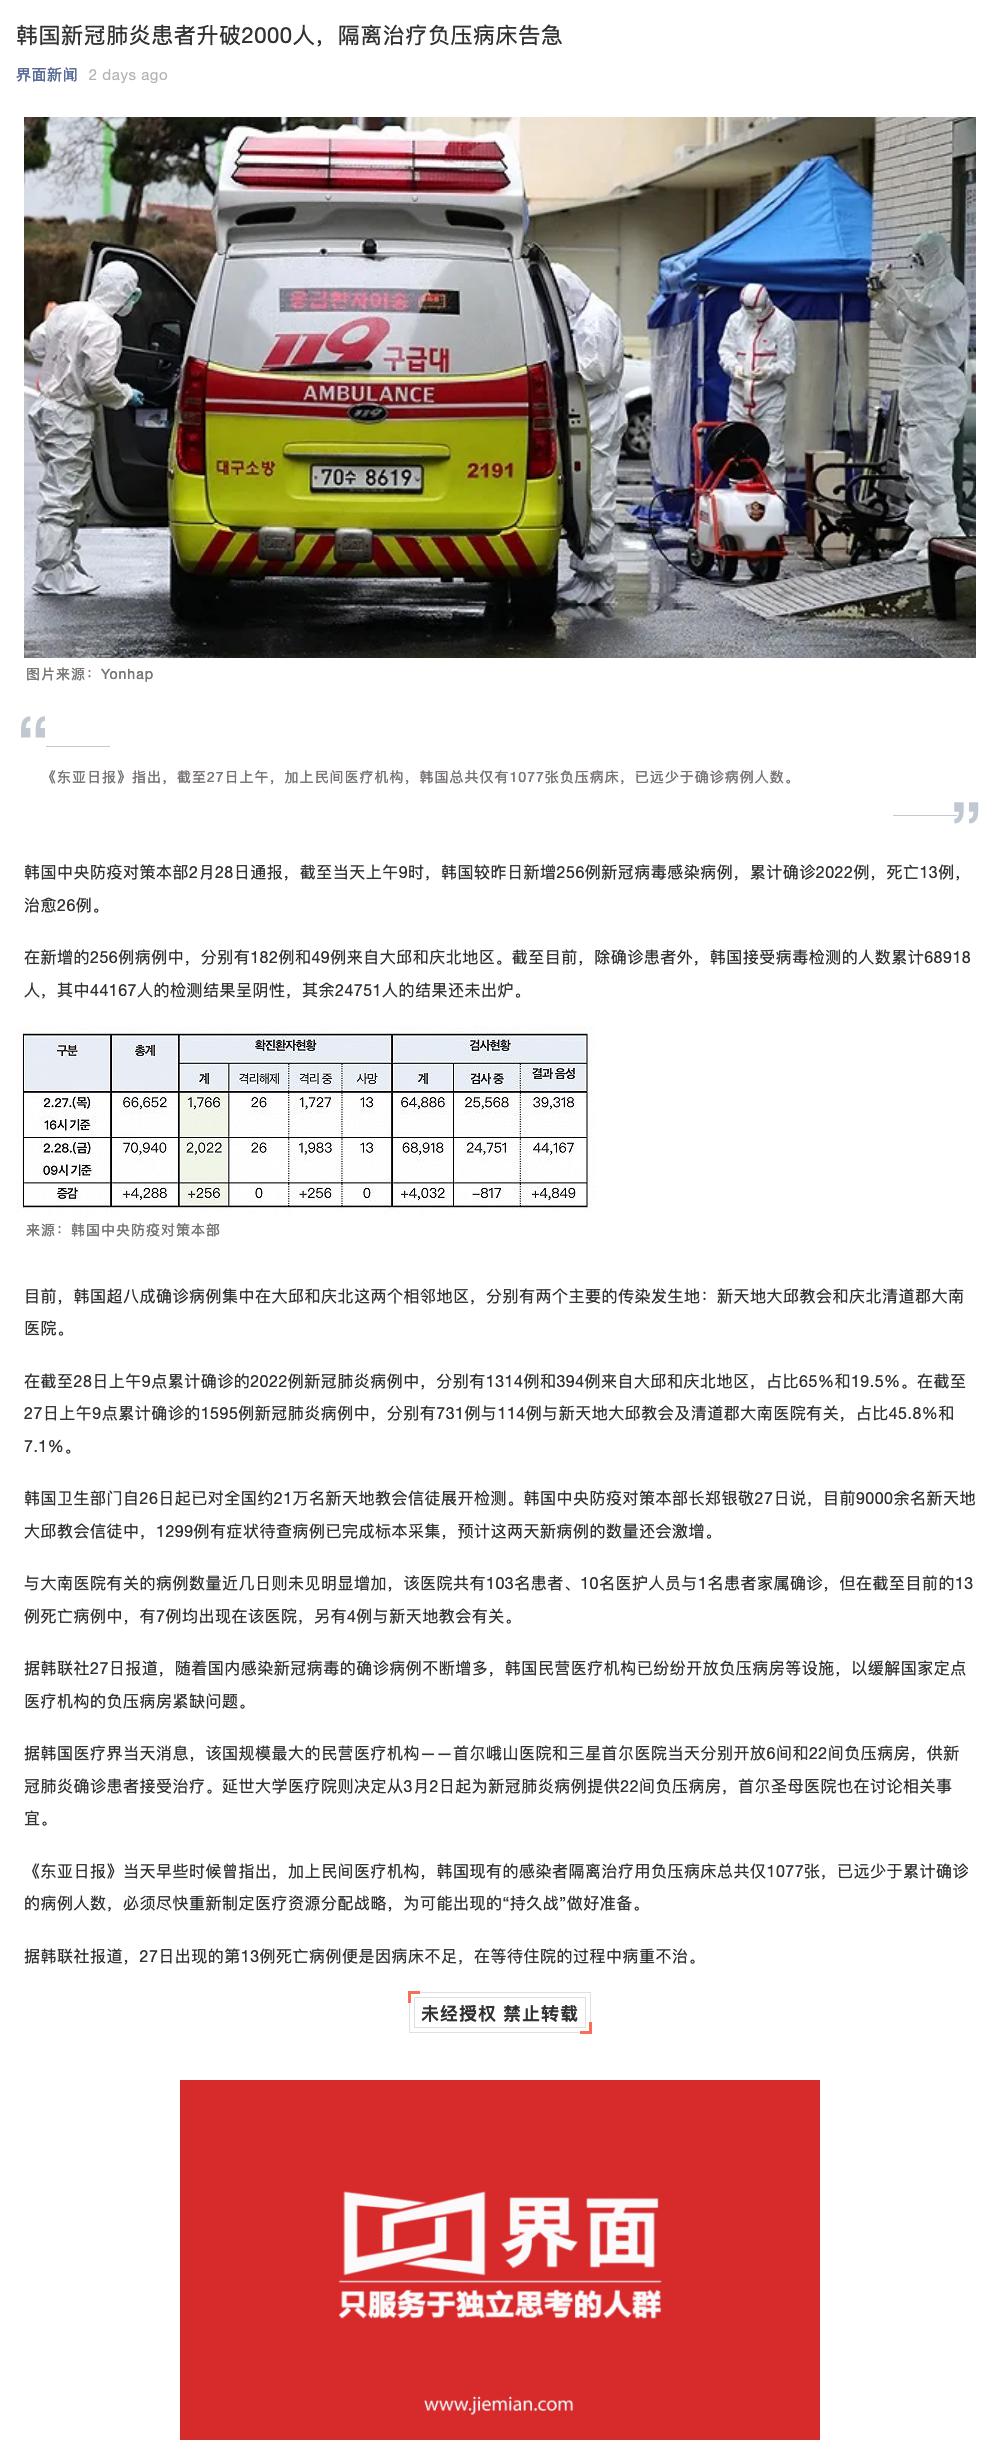 韩国新冠肺炎患者升破2000人，隔离治疗负压病床告急
界面新闻 2 days ago
응급환자이송
119 구급대
AMBULANCE
119
대구소방 70수 8619 2191
图片来源：Yonhap
“
《东亚日报》指出，截至27日上午，加上民间医疗机构，韩国总共仅有1077张负压病床，已远少于确诊病例人数。
”
韩国中央防疫对策本部2月28日通报，截至当天上午9时，韩国较昨日新增256例新冠病毒感染病例，累计确诊2022例，死亡13例，
治愈26例。
在新增的256例病例中，分别有182例和49例来自大邱和庆北地区。截至目前，除确诊患者外，韩国接受病毒检测的人数累计68918
人，其中44167人的检测结果呈阴性，其余24751人的结果还未出炉。
구분 총계 확진환자현황 검사현황
계 격리해제 격리 중 사망 계 검사 중 결과 음성
2.27.(목) 66,652 1,766 26 1,727 13 64,886 25,568 39,318
16시 기준
2.28.(금) 70,940 2,022 26 1,983 13 68,918 24,751 44,167
09시 기준
증감 +4,288 +256 0 +256 0 +4,032 −817 +4,849
来源：韩国中央防疫对策本部
目前，韩国超八成确诊病例集中在大邱和庆北这两个相邻地区，分别有两个主要的传染发生地：新天地大邱教会和庆北清道郡大南
医院。
在截至28日上午9点累计确诊的2022例新冠肺炎病例中，分别有1314例和394例来自大邱和庆北地区，占比65%和19.5%。在截至
27日上午9点累计确诊的1595例新冠肺炎病例中，分别有731例与114例与新天地大邱教会及清道郡大南医院有关，占比45.8%和
7.1%。
韩国卫生部门自26日起已对全国约21万名新天地教会信徒展开检测。韩国中央防疫对策本部长郑银敬27日说，目前9000余名新天地
大邱教会信徒中，1299例有症状待查病例已完成标本采集，预计这两天新病例的数量还会激增。
与大南医院有关的病例数量近几日则未见明显增加，该医院共有103名患者、10名医护人员与1名患者家属确诊，但在截至目前的13
例死亡病例中，有7例均出现在该医院，另有4例与新天地教会有关。
据韩联社27日报道，随着国内感染新冠病毒的确诊病例不断增多，韩国民营医疗机构已纷纷开放负压病房等设施，以缓解国家定点
医疗机构的负压病房紧缺问题。
据韩国医疗界当天消息，该国规模最大的民营医疗机构——首尔峨山医院和三星首尔医院当天分别开放6间和22间负压病房，供新
冠肺炎确诊患者接受治疗。延世大学医疗院则决定从3月2日起为新冠肺炎病例提供22间负压病房，首尔圣母医院也在讨论相关事
宜。
《东亚日报》当天早些时候曾指出，加上民间医疗机构，韩国现有的感染者隔离治疗用负压病床总共仅1077张，已远少于累计确诊
的病例人数，必须尽快重新制定医疗资源分配战略，为可能出现的“持久战”做好准备。
据韩联社报道，27日出现的第13例死亡病例便是因病床不足，在等待住院的过程中病重不治。
未经授权 禁止转载
界面
只服务于独立思考的人群
www.jiemian.com